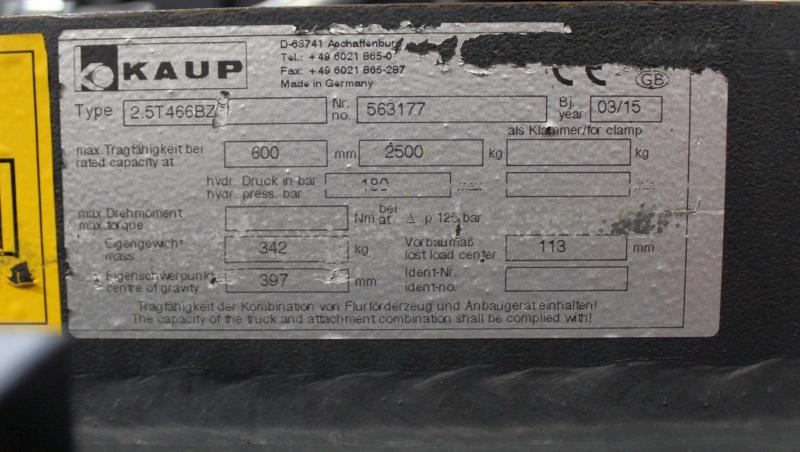 KAUP
D-63741 Aschaffenburg
Tel.: +49 6021 865-0
Fax: +49 6021 865-287
Made in Germany
CE GB
Type 2.5T466BZ Nr. no. 563177 Bj. year 03/15
als Klammer/for clamp
max. Tragfähigkeit bei
rated capacity at 600 mm 2500 kg kg
hydr. Druck in bar
hydr. press. bar 180 max min
max. Drehmoment
max. torque Nm bei at Δ p 125 bar
Eigengewicht
mass 342 kg Vorbaumaß
lost load center 113 mm
Eigenschwerpunkt
centre of gravity 397 mm Ident-Nr.
ident-no.
Tragfähigkeit der Kombination von Flurförderzeug und Anbaugerät einhalten!
The capacity of the truck and attachment combination shall be complied with!